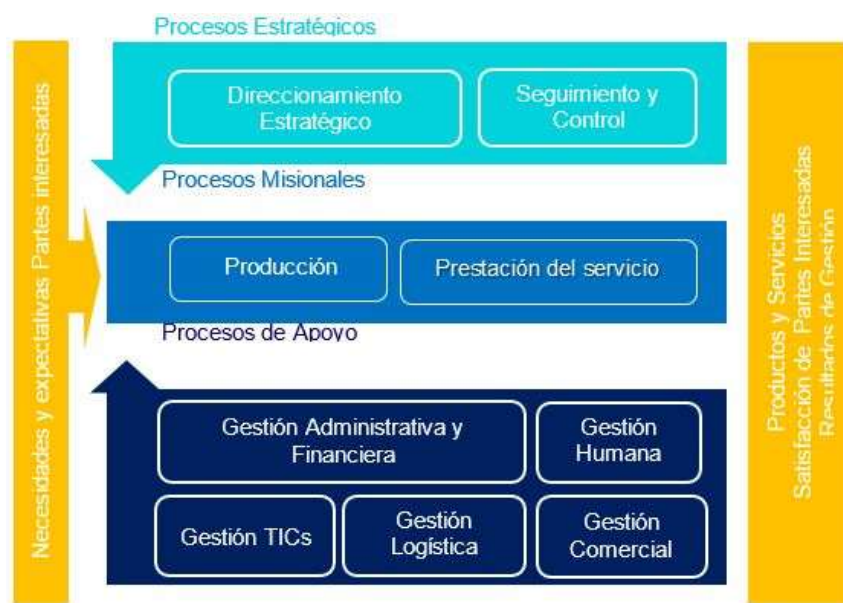 Procesos Estratégicos
Necesidades y expectativas Partes interesadas
Direccionamiento
Estratégico
Seguimiento y
Control
Procesos Misionales
Producción
Prestación del servicio
Procesos de Apoyo
Gestión Administrativa y
Financiera
Gestión
Humana
Gestión TICs
Gestión
Logística
Gestión
Comercial
Productos y Servicios
Satisfacción de Partes Interesadas
Resultados de Gestión